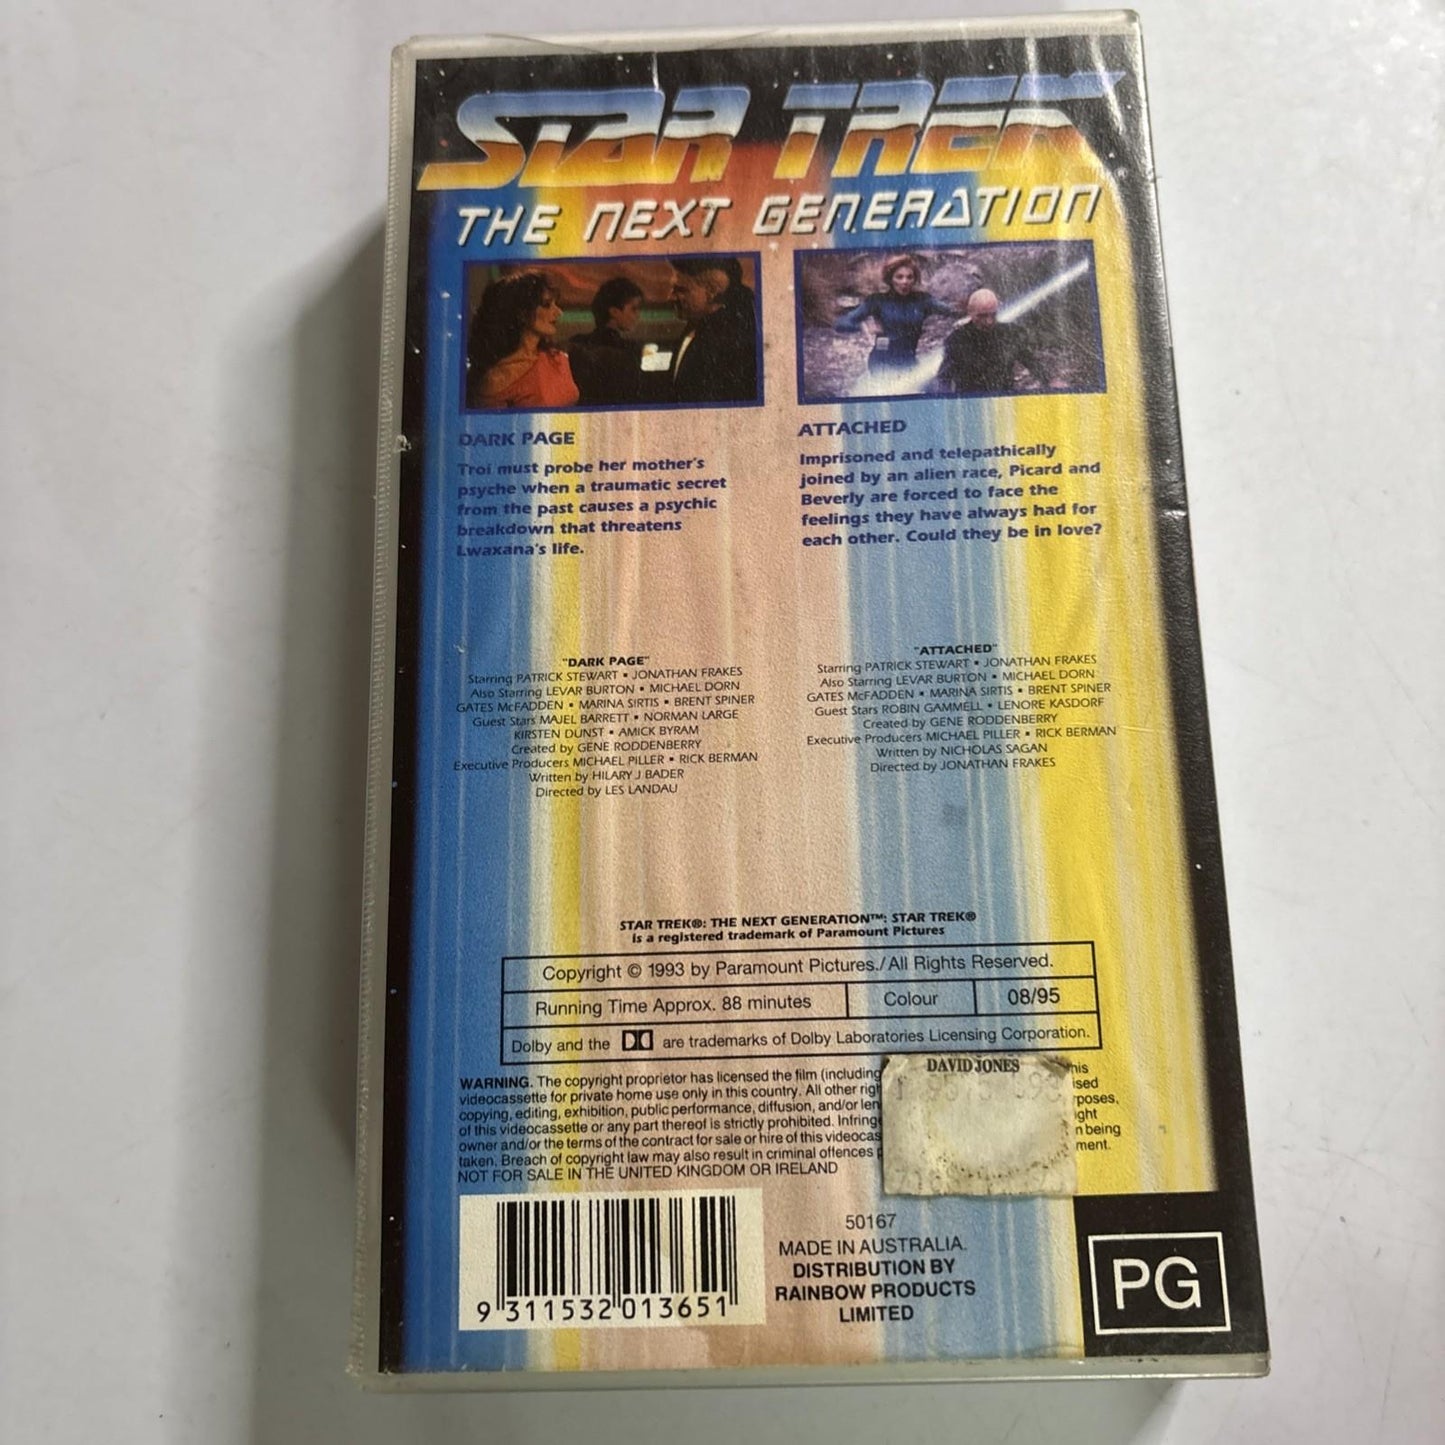 STAR TREK
THE NEXT GENERATION
DARK PAGE
Troi must probe her mother's
psyche when a traumatic secret
from the past causes a psychic
breakdown that threatens
Lwaxana's life.
ATTACHED
Imprisoned and telepathically
joined by an alien race, Picard and
Beverly are forced to face the
feelings they have always had for
each other. Could they be in love?
"DARK PAGE"
Starring PATRICK STEWART • JONATHAN FRAKES
Also Starring LEVAR BURTON • MICHAEL DORN
GATES McFADDEN • MARINA SIRTIS • BRENT SPINER
Guest Stars MAJEL BARRETT • NORMAN LARGE
KIRSTEN DUNST • AMICK BYRAM
Created by GENE RODDENBERRY
Executive Producers MICHAEL PILLER • RICK BERMAN
Written by HILARY J BADER
Directed by LES LANDAU
"ATTACHED"
Starring PATRICK STEWART • JONATHAN FRAKES
Also Starring LEVAR BURTON • MICHAEL DORN
GATES McFADDEN • MARINA SIRTIS • BRENT SPINER
Guest Stars ROBIN GAMMELL • LENORE KASDORF
Created by GENE RODDENBERRY
Executive Producers MICHAEL PILLER • RICK BERMAN
Written by NICHOLAS SAGAN
Directed by JONATHAN FRAKES
STAR TREK®: THE NEXT GENERATION™: STAR TREK®
is a registered trademark of Paramount Pictures
Copyright © 1993 by Paramount Pictures./All Rights Reserved.
Running Time Approx. 88 minutes Colour 08/95
Dolby and the are trademarks of Dolby Laboratories Licensing Corporation.
DAVID JONES
WARNING. The copyright proprietor has licensed the film (including his
videocassette for private home use only in this country. All other rig ised
copying, editing, exhibition, public performance, diffusion, and/or len rposes,
of this videocassette or any part thereof is strictly prohibited. Infring ight
owner and/or the terms of the contract for sale or hire of this videocas n being
taken. Breach of copyright law may also result in criminal offences ment.
NOT FOR SALE IN THE UNITED KINGDOM OR IRELAND
9 311532 013651
50167
MADE IN AUSTRALIA.
DISTRIBUTION BY
RAINBOW PRODUCTS
LIMITED
PG